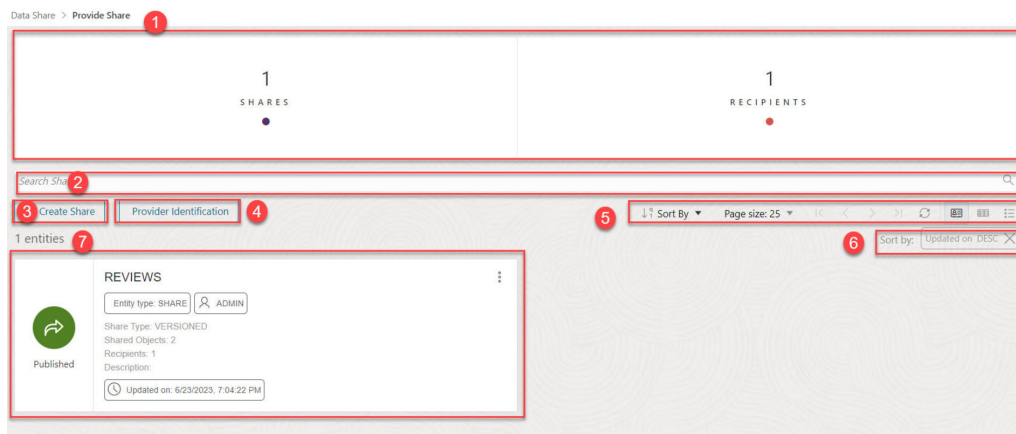 Data Share > Provide Share
1
1
SHARES
1
RECIPIENTS
Search Sha
2
3 Create Share
Provider Identification
4
5
Sort By
Page size: 25
1 entities
7
6
Sort by:
Updated on DESC
REVIEWS
Entity type: SHARE
ADMIN
Share Type: VERSIONED
Shared Objects: 2
Recipients: 1
Description:
Published
Updated on: 6/23/2023, 7:04:22 PM